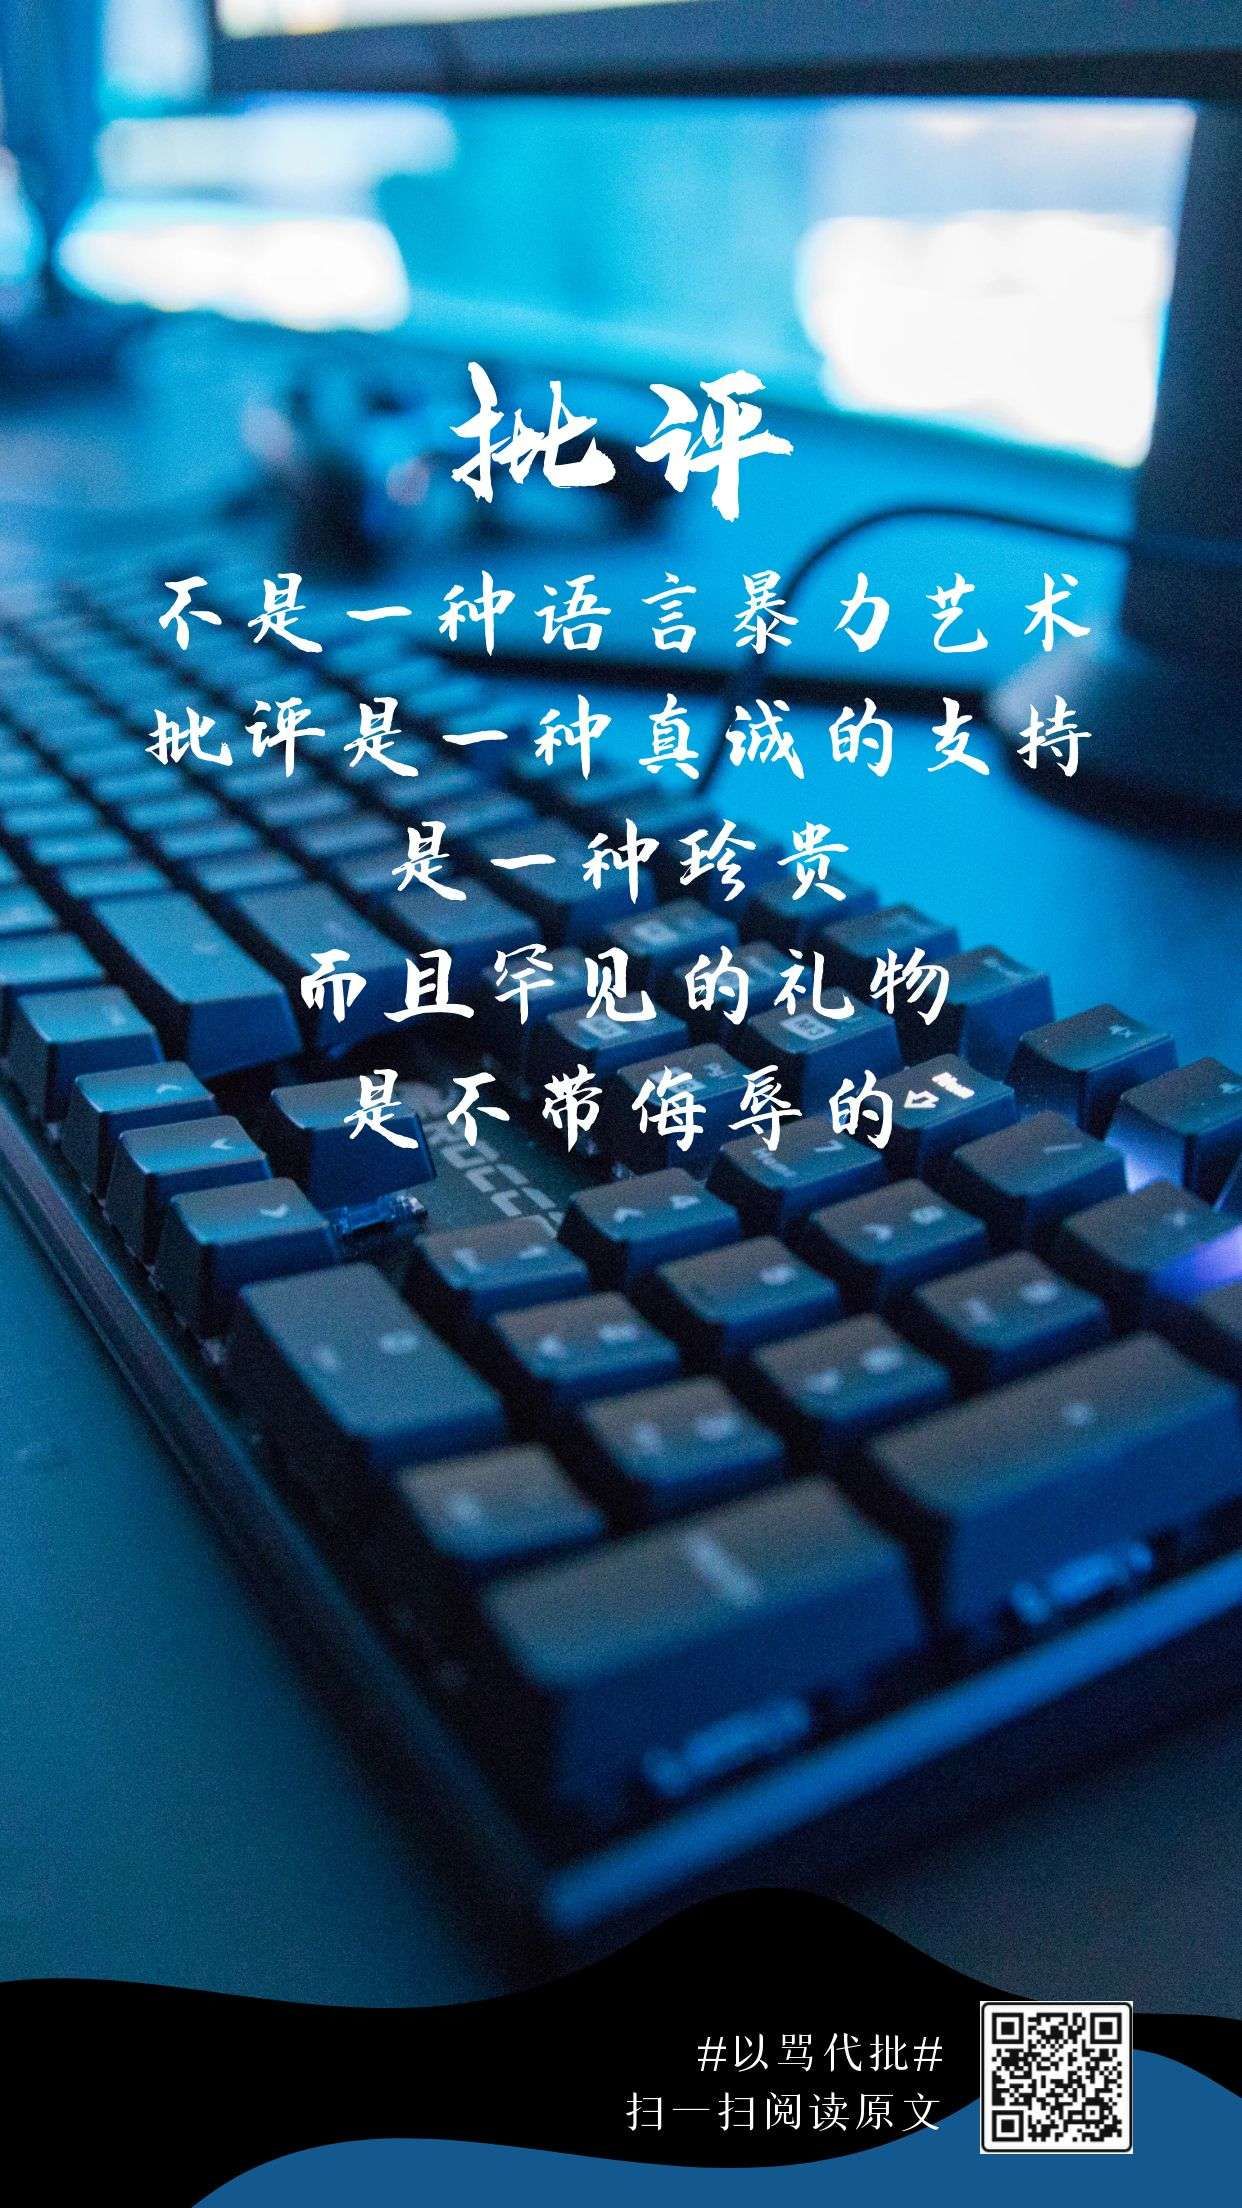 批评
不是一种语言暴力艺术
批评是一种真诚的支持
是一种珍贵
而且罕见的礼物
是不带侮辱的
#以骂代批#
扫一扫阅读原文